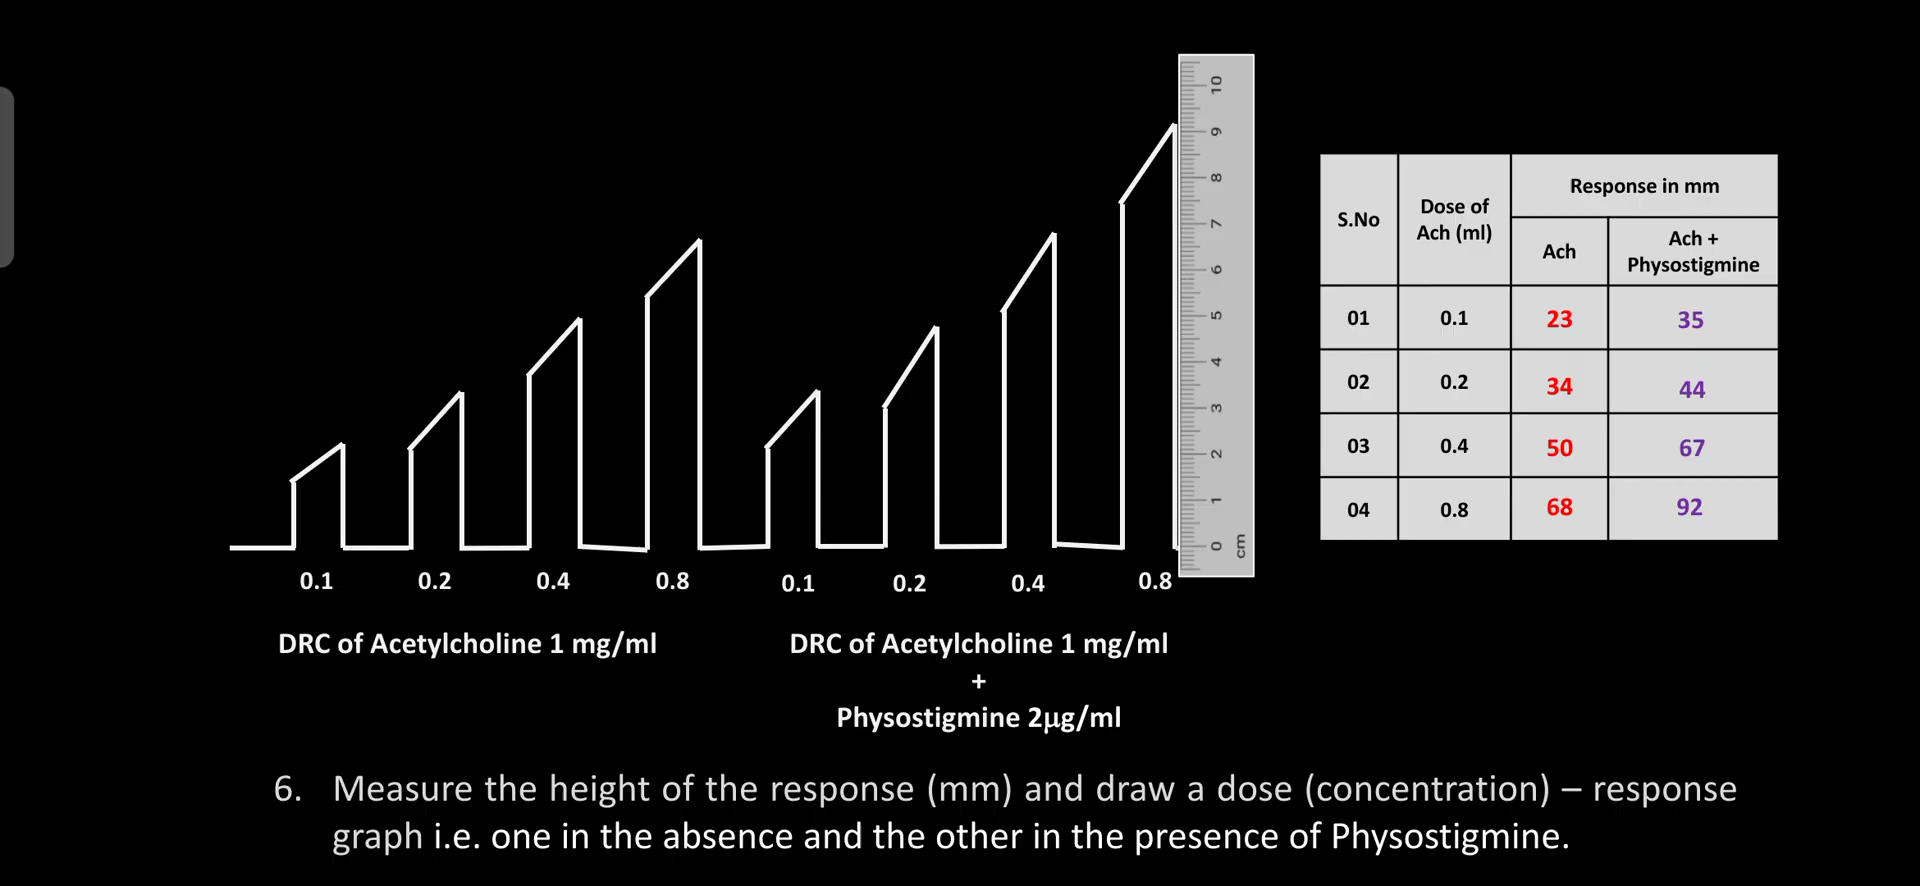 10
9
8
7
6
5
4
3
2
1
0
cm
0.1 0.2 0.4 0.8 0.1 0.2 0.4 0.8
DRC of Acetylcholine 1 mg/ml
DRC of Acetylcholine 1 mg/ml
+
Physostigmine 2µg/ml
S.No
Dose of
Ach (ml)
Response in mm
Ach
Ach +
Physostigmine
01 0.1 23 35
02 0.2 34 44
03 0.4 50 67
04 0.8 68 92
6. Measure the height of the response (mm) and draw a dose (concentration) – response
graph i.e. one in the absence and the other in the presence of Physostigmine.